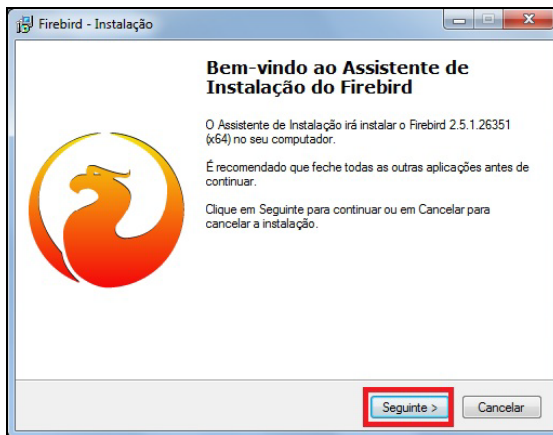 Firebird - Instalação
Bem-vindo ao Assistente de
Instalação do Firebird
O Assistente de Instalação irá instalar o Firebird 2.5.1.26351
(x64) no seu computador.
É recomendado que feche todas as outras aplicações antes de
continuar.
Clique em Seguinte para continuar ou em Cancelar para
cancelar a instalação.
Seguinte >
Cancelar